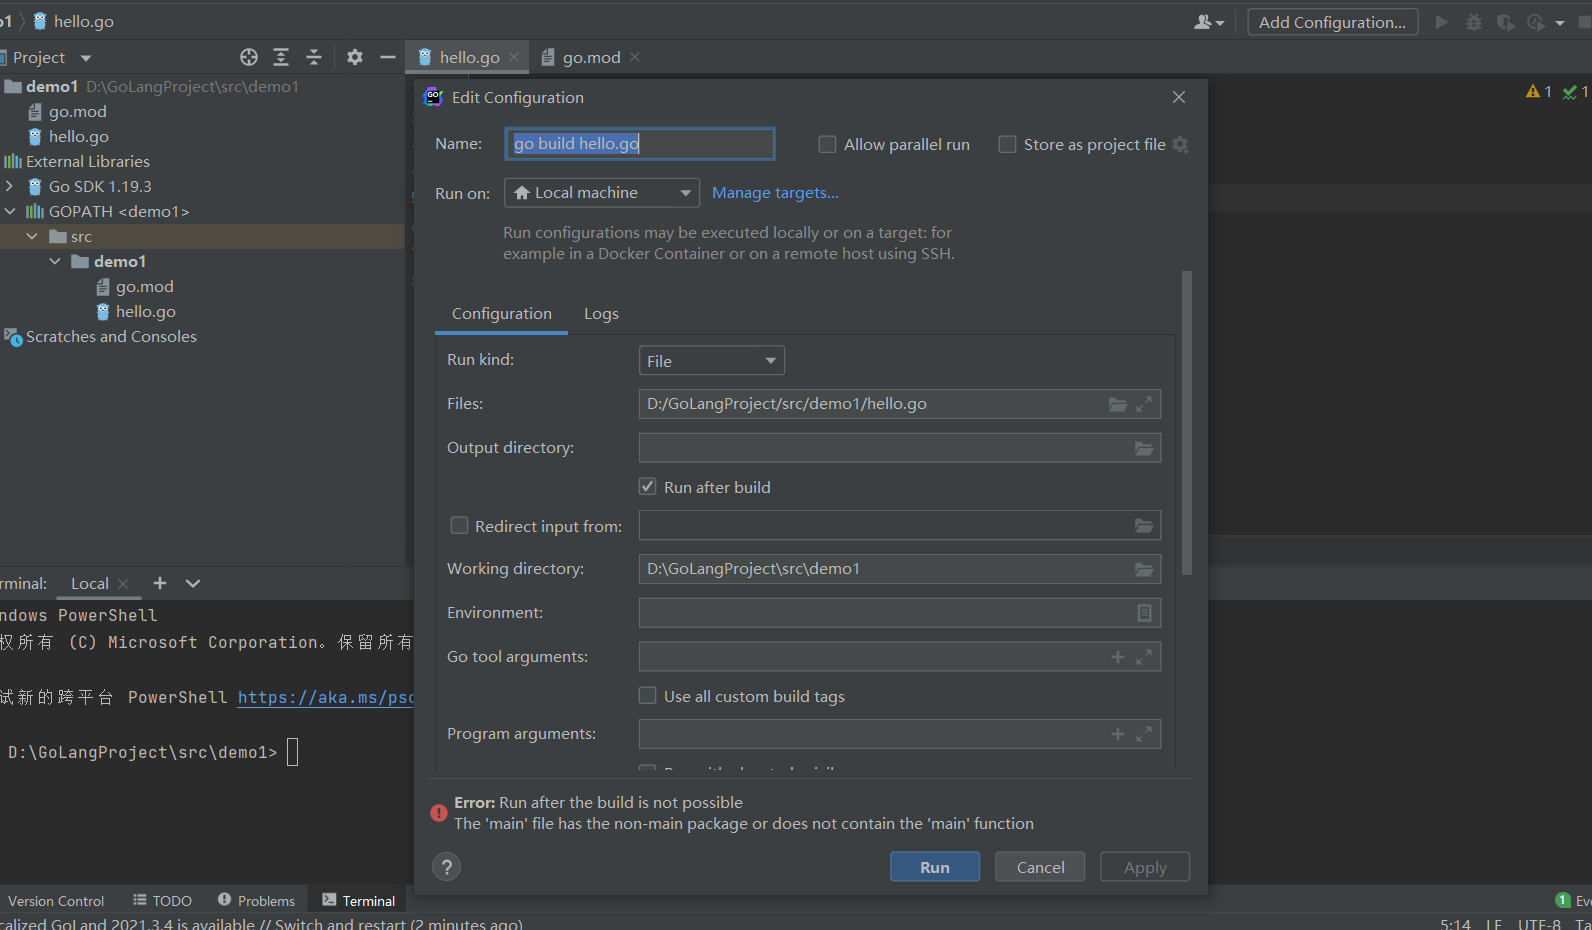 o1 hello.go
Add Configuration...
Project
hello.go
go.mod
demo1 D:\GoLangProject\src\demo1
go.mod
hello.go
External Libraries
Go SDK 1.19.3
GOPATH <demo1>
src
demo1
go.mod
hello.go
Scratches and Consoles
1 1
Edit Configuration
Name: go build hello.go
Allow parallel run
Store as project file
Run on: Local machine
Manage targets...
Run configurations may be executed locally or on a target: for
example in a Docker Container or on a remote host using SSH.
Configuration Logs
Run kind: File
Files: D:/GoLangProject/src/demo1/hello.go
Output directory:
Run after build
Redirect input from:
Working directory: D:\GoLangProject\src\demo1
Environment:
Go tool arguments:
Use all custom build tags
Program arguments:
Error: Run after the build is not possible
The 'main' file has the non-main package or does not contain the 'main' function
? Run Cancel Apply
rminal: Local
ndows PowerShell
权所有 (C) Microsoft Corporation。保留所有
试新的跨平台 PowerShell https://aka.ms/psc
D:\GoLangProject\src\demo1>
Version Control TODO Problems Terminal
1 Eve
calized GoLand 2021.3.4 is available // Switch and restart (2 minutes ago)
5:14 LF UTF-8 Ta